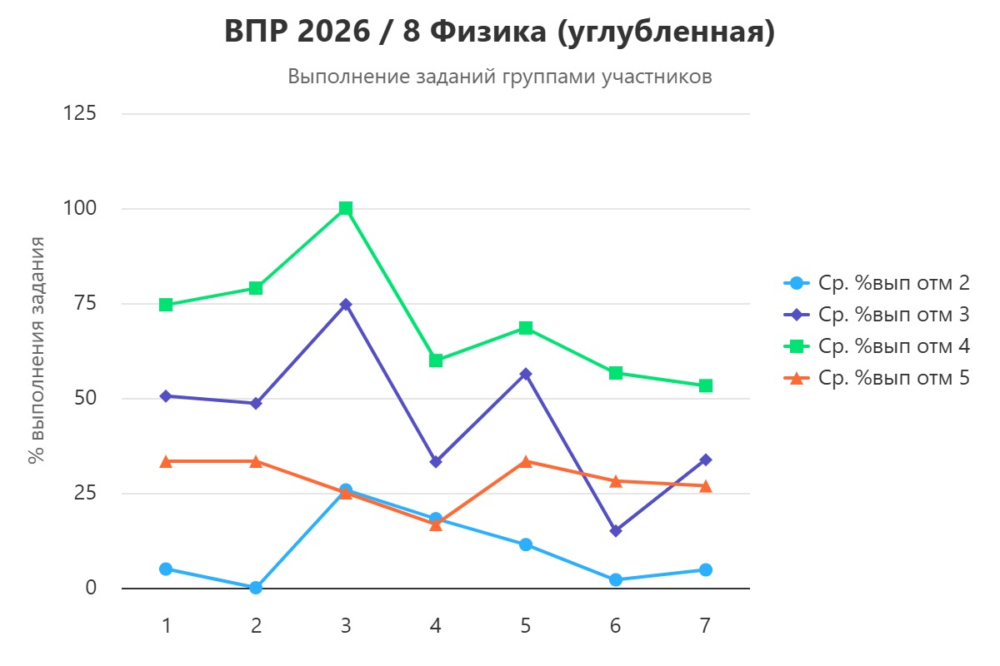 ВПР 2026 / 8 Физика (углубленная)
Выполнение заданий группами участников
% выполнения задания
125
100
75
50
25
0
1 2 3 4 5 6 7
Ср. %вып отм 2
Ср. %вып отм 3
Ср. %вып отм 4
Ср. %вып отм 5